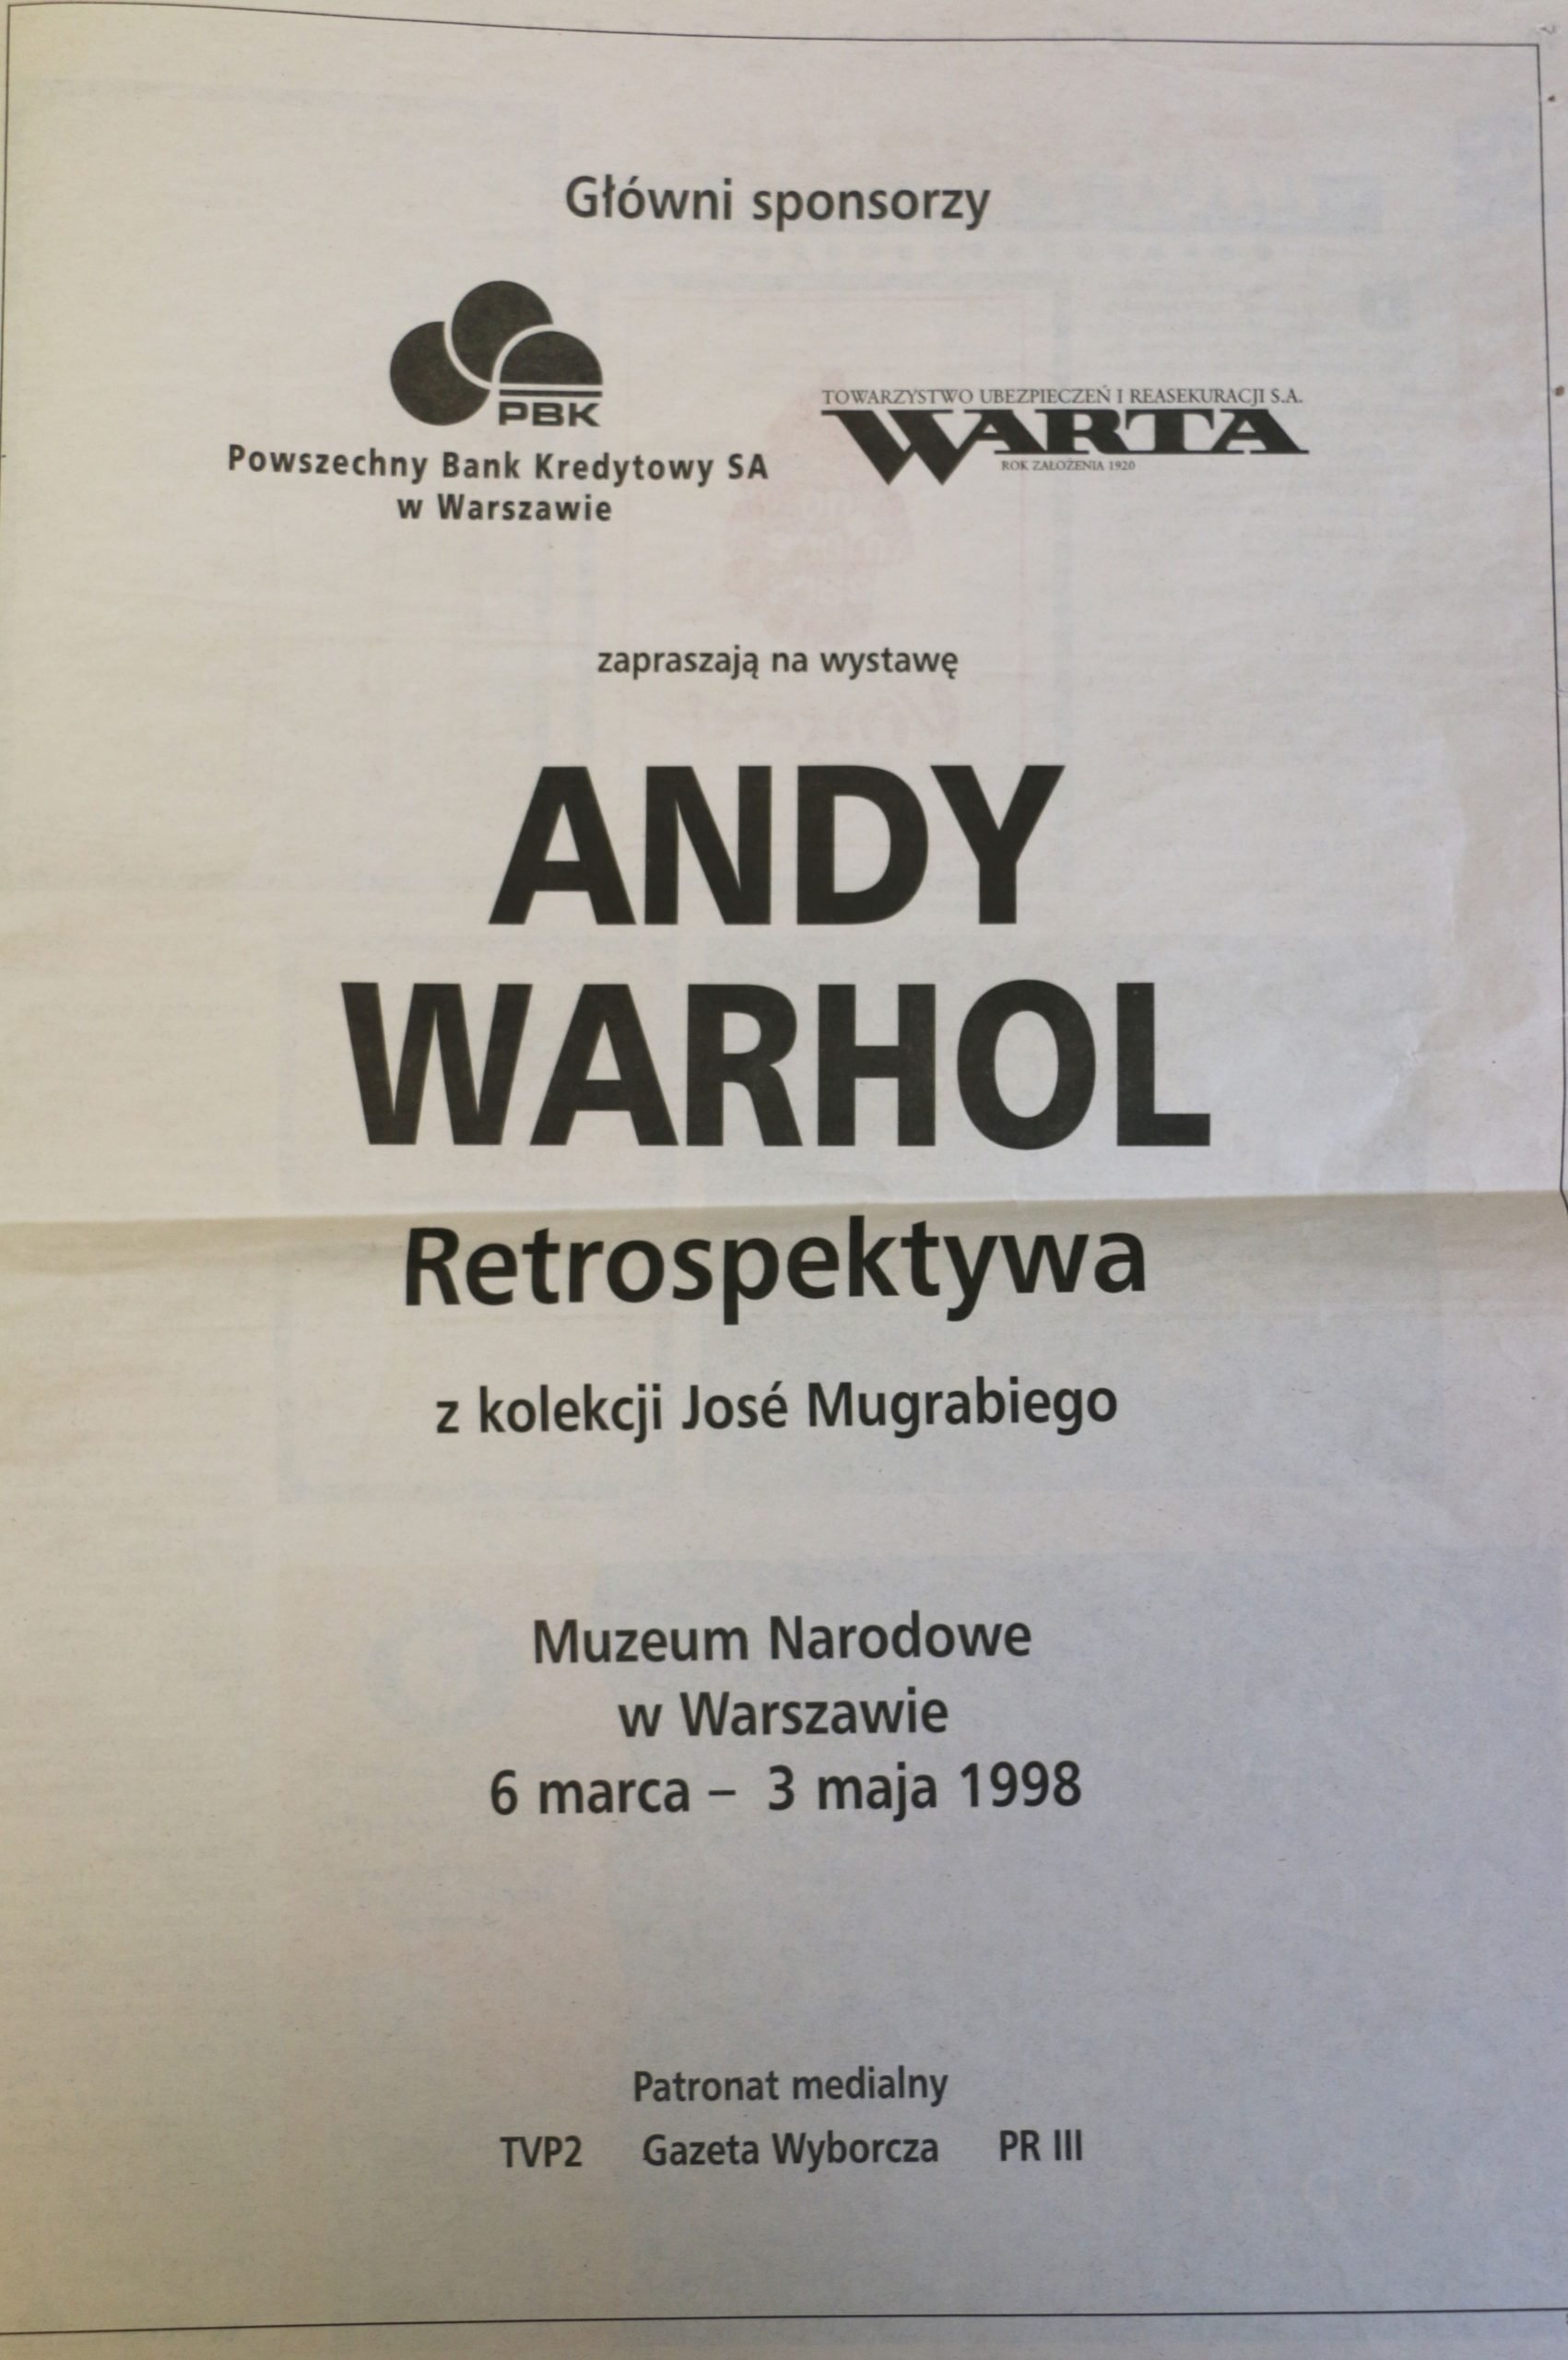 Główni sponsorzy
PBK
Powszechny Bank Kredytowy SA
w Warszawie
TOWARZYSTWO UBEZPIECZEŃ I REASEKURACJI S.A.
WARTA
ROK ZAŁOŻENIA 1920
zapraszają na wystawę
ANDY
WARHOL
Retrospektywa
z kolekcji José Mugrabiego
Muzeum Narodowe
w Warszawie
6 marca – 3 maja 1998
Patronat medialny
TVP2 Gazeta Wyborcza PR III